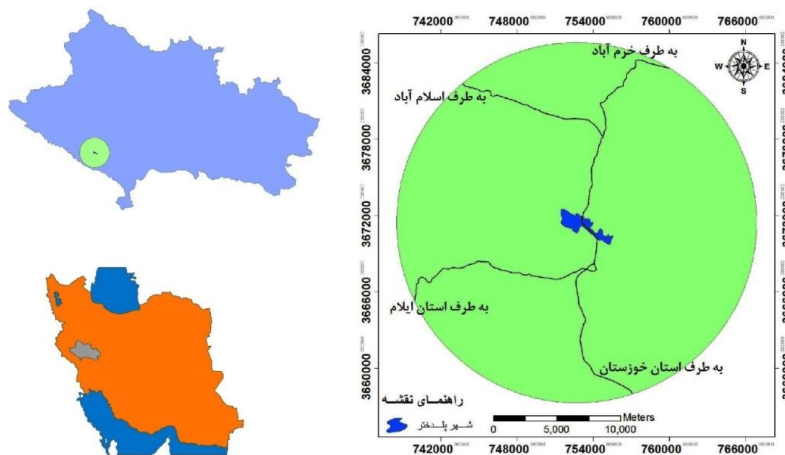 742000 748000 754000 760000 766000
N
W E
S
به طرف خرم آباد
به طرف اسلام آباد
3684000
3678000
3672000 3672000
3666000 3666000
3660000
به طرف استان ایلام
به طرف استان خوزستان
راهنمای نقشه
شهر پلدختر
Meters
0 5,000 10,000
742000 748000 754000 760000 766000